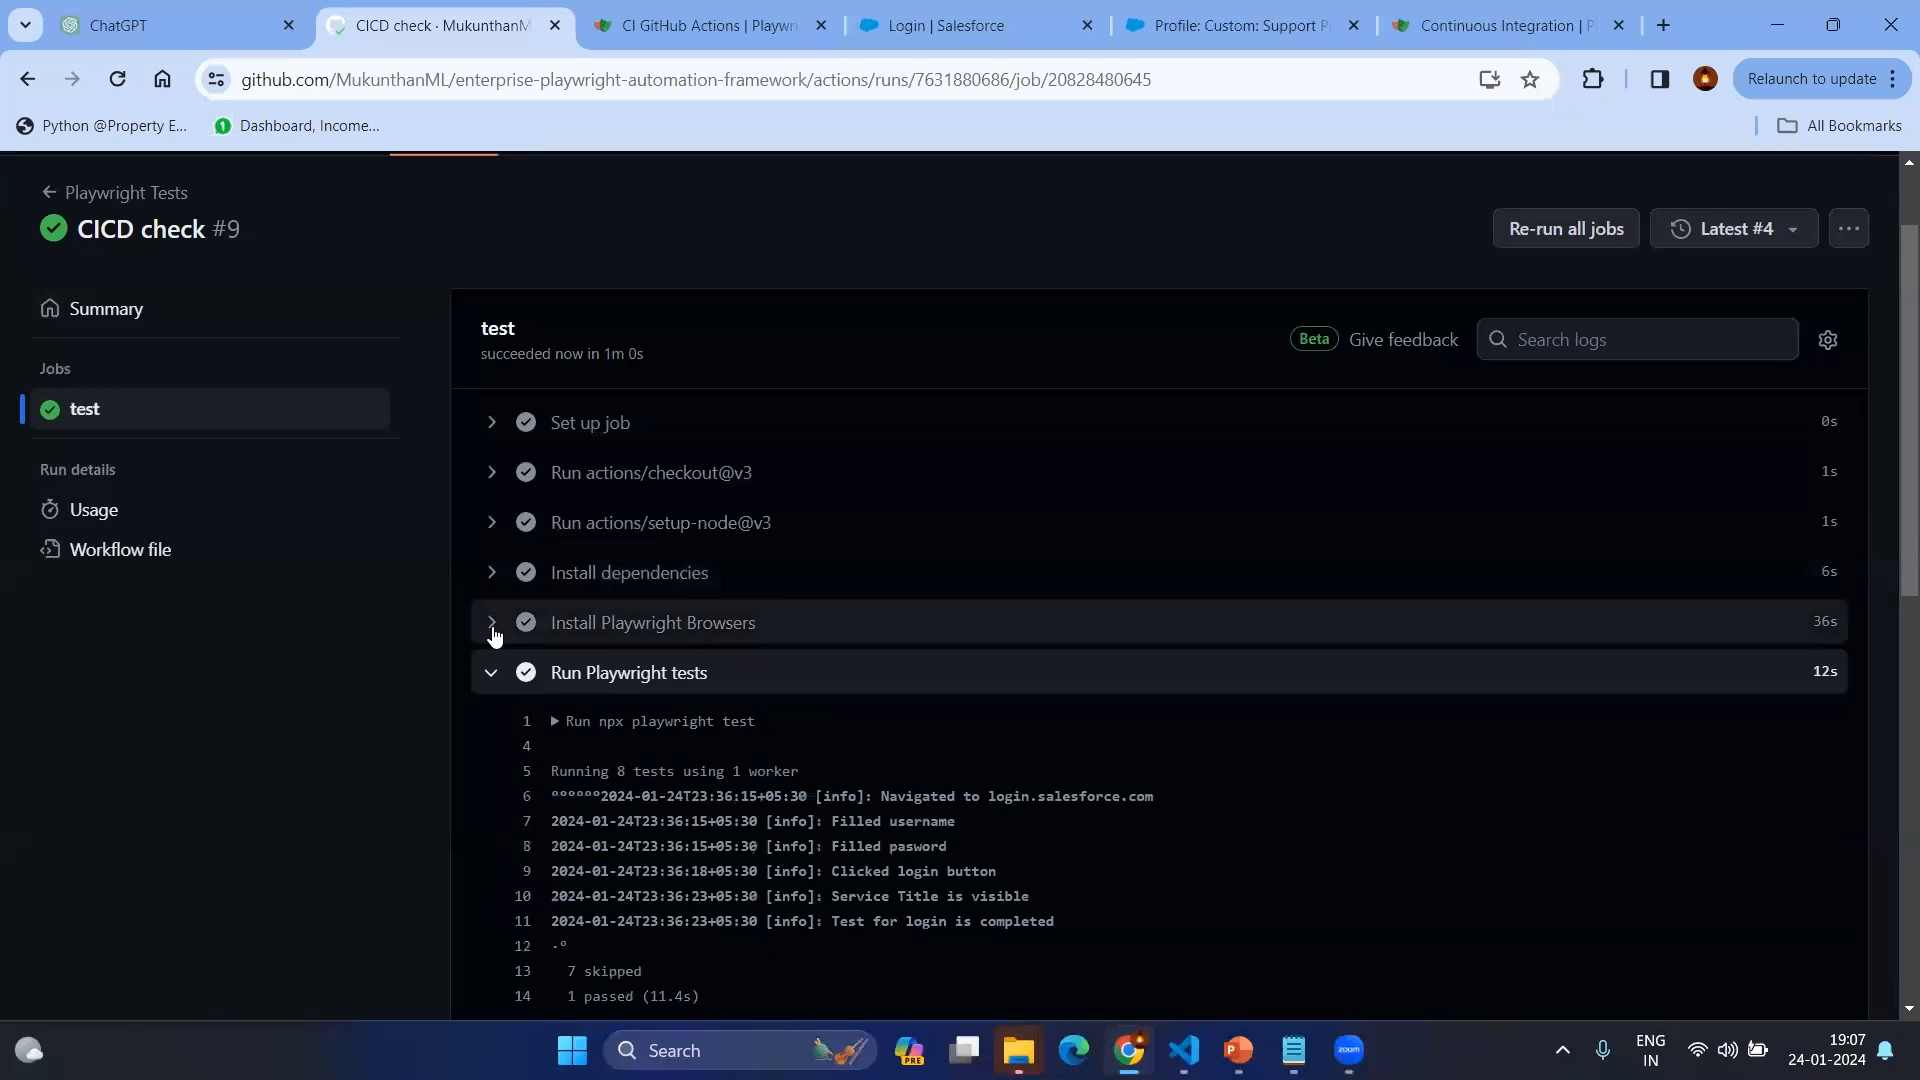 ChatGPT
CICD check · MukunthanM
CI GitHub Actions | Playwri
Login | Salesforce
Profile: Custom: Support P
Continuous Integration | P
github.com/MukunthanML/enterprise-playwright-automation-framework/actions/runs/7631880686/job/20828480645
Relaunch to update
Python @Property E...
Dashboard, Income...
All Bookmarks
Playwright Tests
CICD check #9
Re-run all jobs
Latest #4
Summary
Jobs
test
Run details
Usage
Workflow file
test
succeeded now in 1m 0s
Beta
Give feedback
Search logs
Set up job 0s
Run actions/checkout@v3 1s
Run actions/setup-node@v3 1s
Install dependencies 6s
Install Playwright Browsers 36s
Run Playwright tests 12s
1 Run npx playwright test
4
5 Running 8 tests using 1 worker
6 °°°°°°2024-01-24T23:36:15+05:30 [info]: Navigated to login.salesforce.com
7 2024-01-24T23:36:15+05:30 [info]: Filled username
8 2024-01-24T23:36:15+05:30 [info]: Filled pasword
9 2024-01-24T23:36:18+05:30 [info]: Clicked login button
10 2024-01-24T23:36:23+05:30 [info]: Service Title is visible
11 2024-01-24T23:36:23+05:30 [info]: Test for login is completed
12 ·°
13 7 skipped
14 1 passed (11.4s)
Search
PRE
zoom
ENG
IN
19:07
24-01-2024